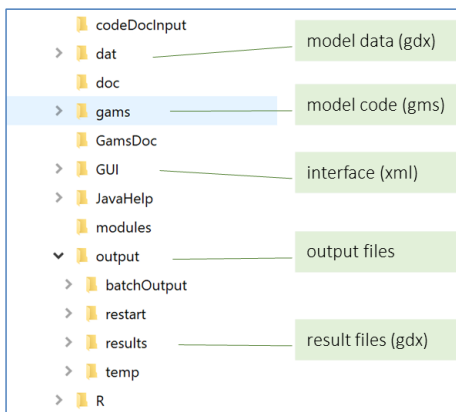 codeDocInput
dat
model data (gdx)
doc
gams
model code (gms)
GamsDoc
GUI
interface (xml)
JavaHelp
modules
output
output files
batchOutput
restart
results
result files (gdx)
temp
R